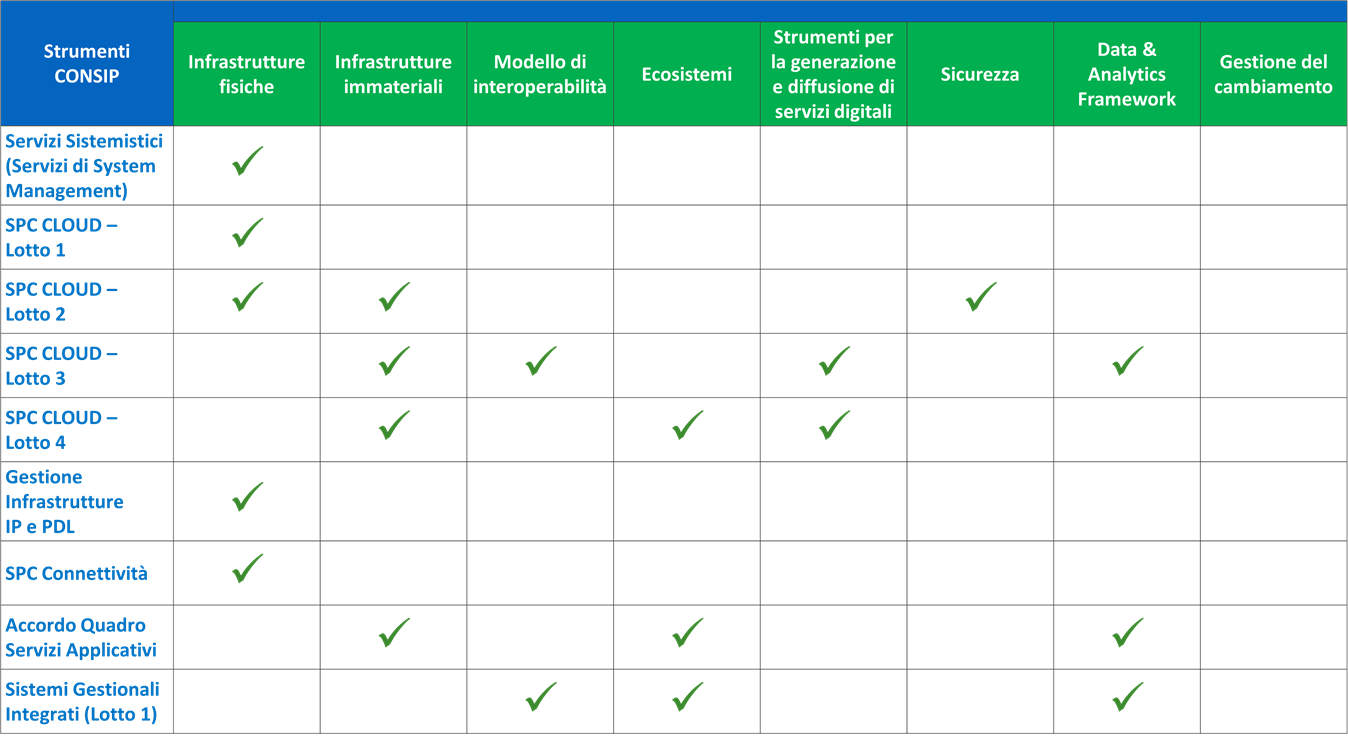 Strumenti
CONSIP
Infrastrutture
fisiche
Infrastrutture
immateriali
Modello di
interoperabilità
Ecosistemi
Strumenti per
la generazione
e diffusione di
servizi digitali
Sicurezza
Data &
Analytics
Framework
Gestione del
cambiamento
Servizi Sistemistici
(Servizi di System
Management)
SPC CLOUD –
Lotto 1
SPC CLOUD –
Lotto 2
SPC CLOUD –
Lotto 3
SPC CLOUD –
Lotto 4
Gestione
Infrastrutture
IP e PDL
SPC Connettività
Accordo Quadro
Servizi Applicativi
Sistemi Gestionali
Integrati (Lotto 1)